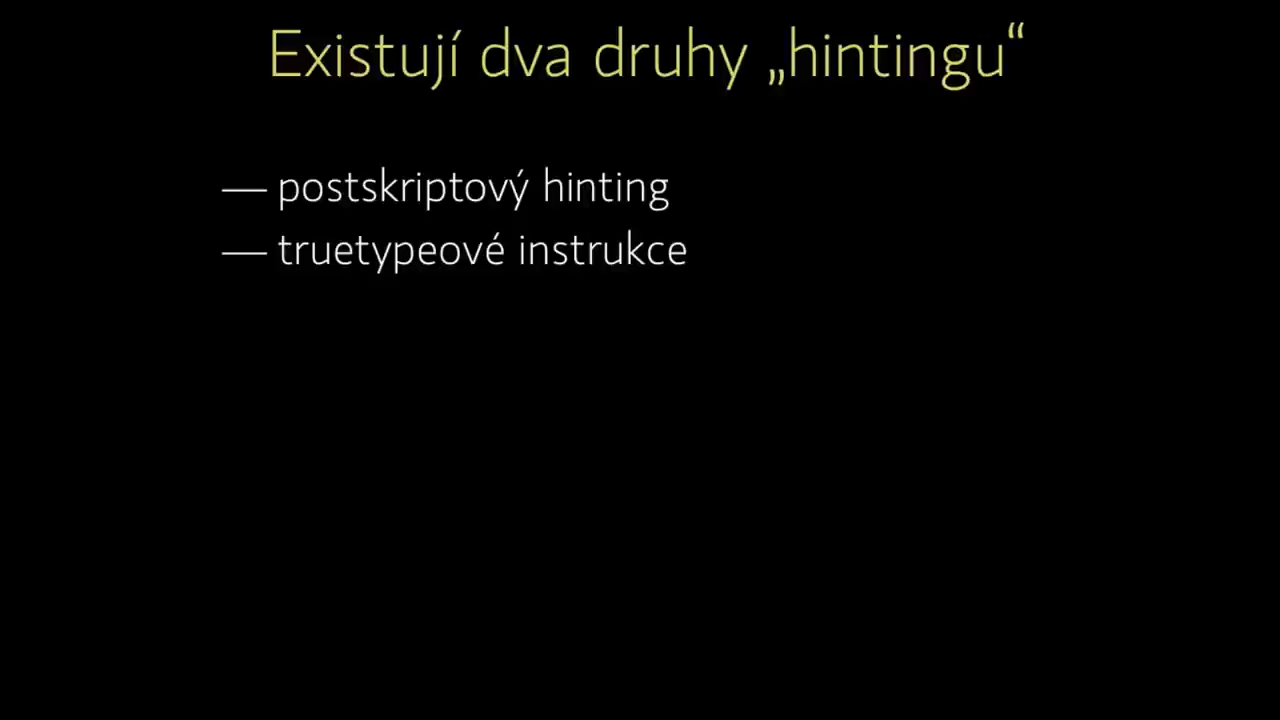 Existují dva druhy „hintingu“
— postskriptový hinting
— truetypeové instrukce